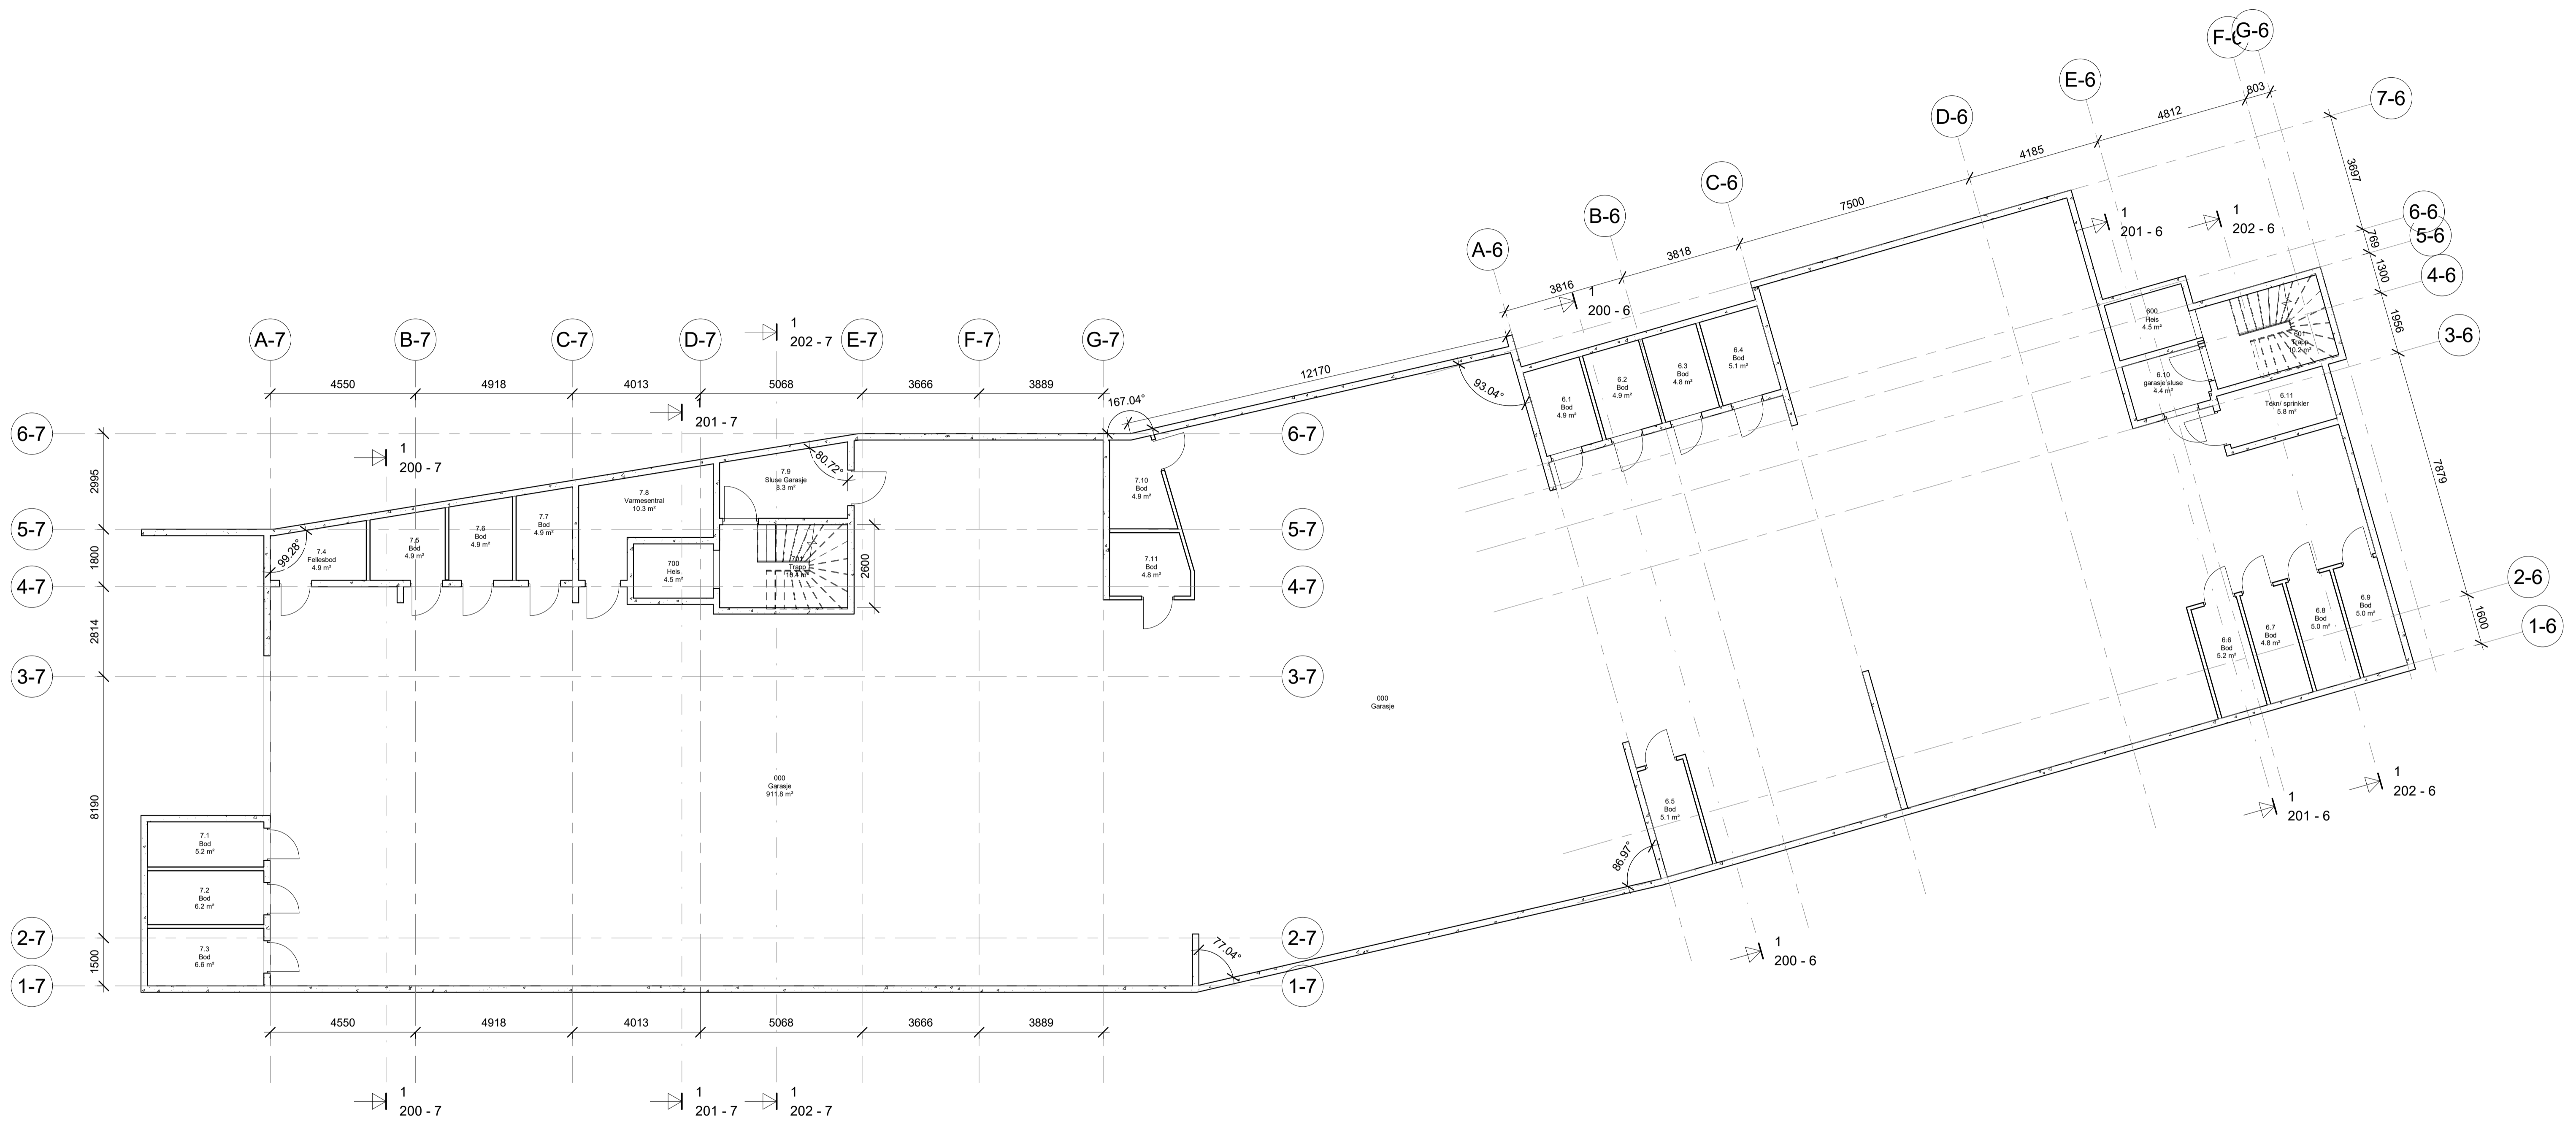 G-6
7-6
E-6
D-6
C-6
B-6
A-6
6-6
5-6
4-6
3-6
2-6
1-6
803
4812
4185
7500
3818
3816
12170
3697
769
1300
1956
7879
1600
1
201 - 6
1
202 - 6
1
200 - 6
A-7
B-7
C-7
D-7
1
202 - 7
E-7
F-7
G-7
4550
4918
4013
5068
3666
3889
1
201 - 7
1
200 - 7
6-7
5-7
4-7
3-7
2-7
1-7
2995
1800
2814
8190
1500
6-7
5-7
4-7
3-7
2-7
1-7
99.28°
80.72°
167.04°
93.04°
86.97°
77.04°
2600
7.4
Fellesbod
4.9 m²
7.5
Bod
4.9 m²
7.6
Bod
4.9 m²
7.7
Bod
4.9 m²
7.8
Varmesentral
10.3 m²
7.9
Sluse Garasje
8.3 m²
700
Heis
4.5 m²
701
Trapp
7.10
Bod
4.9 m²
7.11
Bod
4.8 m²
6.1
Bod
4.9 m²
6.2
Bod
4.9 m²
6.3
Bod
4.8 m²
6.4
Bod
5.1 m²
600
Heis
4.5 m²
Trapp
10.2 m²
6.10
garasje sluse
4.4 m²
6.11
Tekn/ sprinkler
5.8 m²
6.6
Bod
5.2 m²
6.7
Bod
4.8 m²
6.8
Bod
5.0 m²
6.9
Bod
5.0 m²
6.5
Bod
5.1 m²
000
Garasje
000
Garasje
911.8 m²
7.1
Bod
5.2 m²
7.2
Bod
6.2 m²
7.3
Bod
6.6 m²
1
202 - 6
1
201 - 6
1
200 - 6
4550
4918
4013
5068
3666
3889
1
200 - 7
1
201 - 7
1
202 - 7